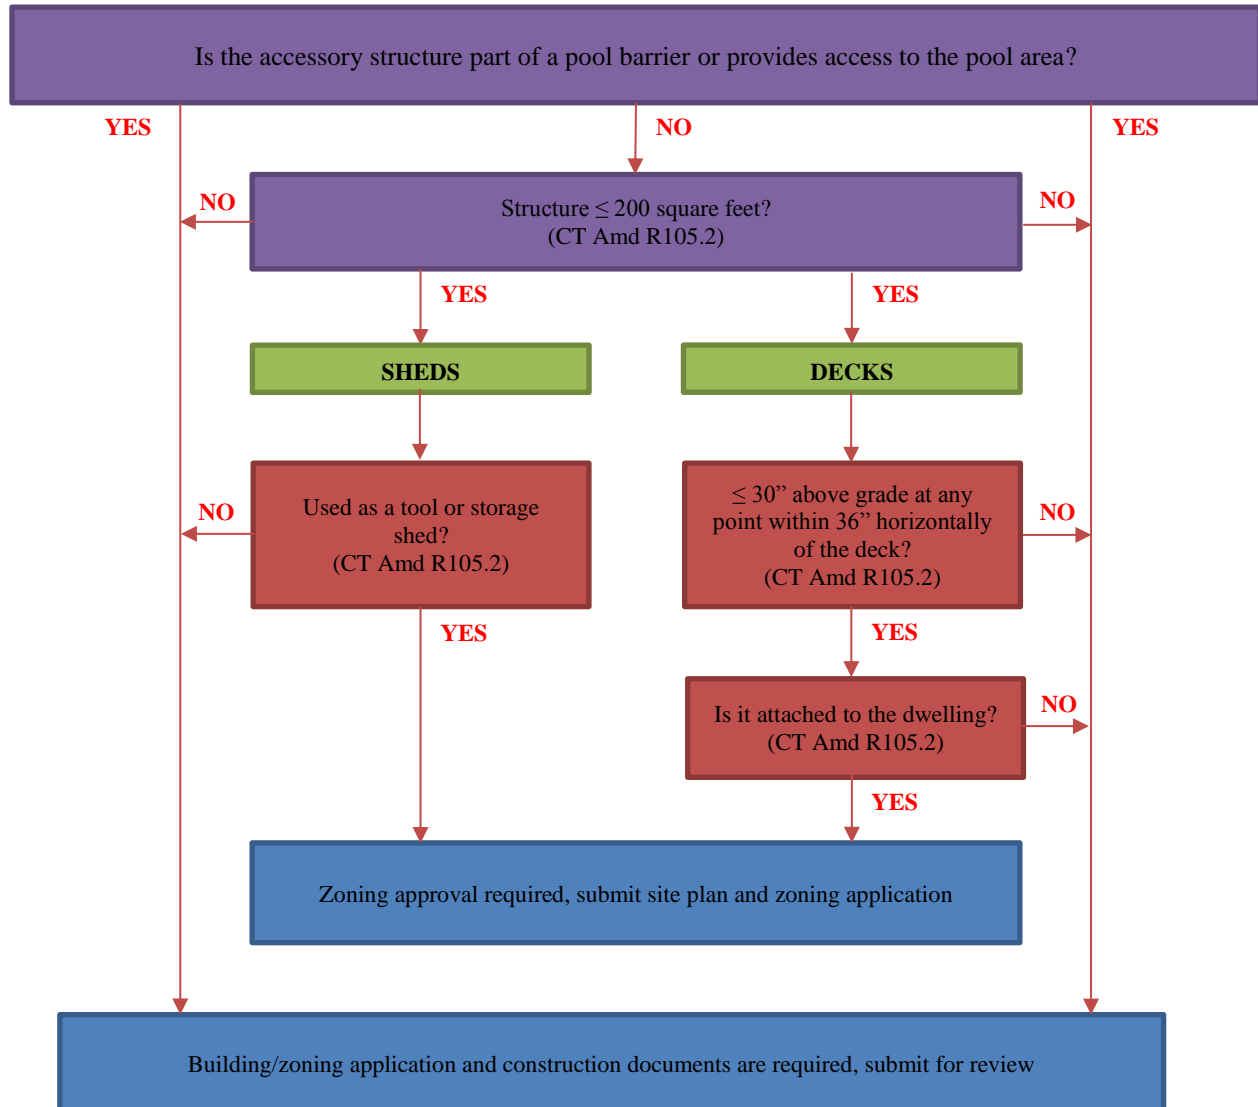 Is the accessory structure part of a pool barrier or provides access to the pool area?
YES
NO
YES
NO
Structure ≤ 200 square feet?
(CT Amd R105.2)
NO
YES
YES
SHEDS
DECKS
NO
Used as a tool or storage
shed?
(CT Amd R105.2)
≤ 30” above grade at any
point within 36” horizontally
of the deck?
(CT Amd R105.2)
NO
YES
YES
Is it attached to the dwelling?
(CT Amd R105.2)
NO
YES
Zoning approval required, submit site plan and zoning application
Building/zoning application and construction documents are required, submit for review